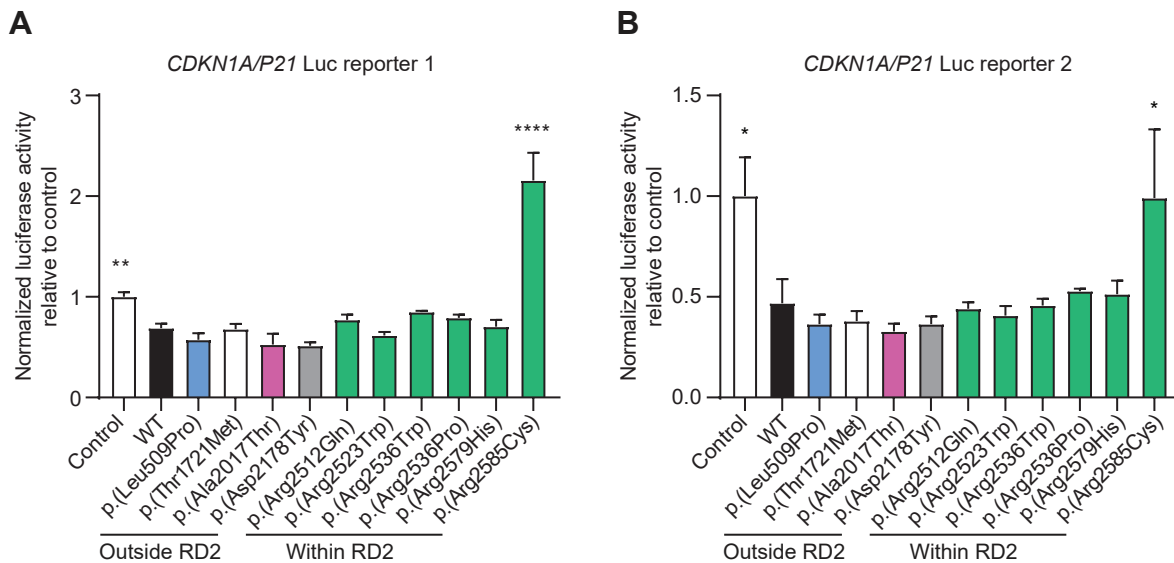 A
CDKN1A/P21 Luc reporter 1
Normalized luciferase activity
relative to control
3
2
1
0
**
****
Control
WT
p.(Leu509Pro)
p.(Thr1721Met)
p.(Ala2017Thr)
p.(Asp2178Tyr)
p.(Arg2512Gln)
p.(Arg2523Trp)
p.(Arg2536Trp)
p.(Arg2536Pro)
p.(Arg2579His)
p.(Arg2585Cys)
Outside RD2
Within RD2
B
CDKN1A/P21 Luc reporter 2
Normalized luciferase activity
relative to control
1.5
1.0
0.5
0.0
*
*
Control
WT
p.(Leu509Pro)
p.(Thr1721Met)
p.(Ala2017Thr)
p.(Asp2178Tyr)
p.(Arg2512Gln)
p.(Arg2523Trp)
p.(Arg2536Trp)
p.(Arg2536Pro)
p.(Arg2579His)
p.(Arg2585Cys)
Outside RD2
Within RD2